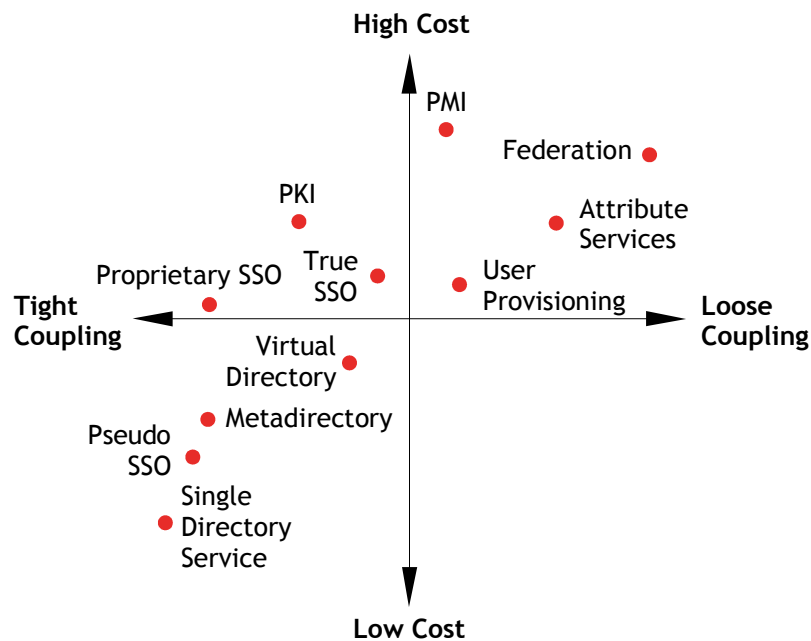 High Cost
PMI
Federation
PKI
Attribute
Services
True
SSO
Proprietary SSO
User
Provisioning
Tight
Coupling
Loose
Coupling
Virtual
Directory
Metadirectory
Pseudo
SSO
Single
Directory
Service
Low Cost